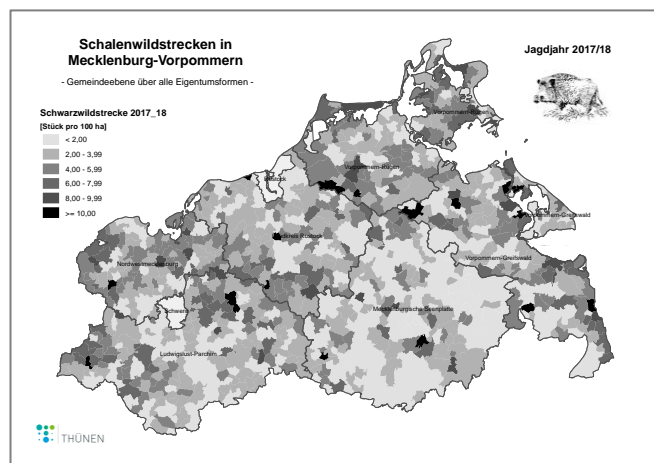 Schalenwildstrecken in
Mecklenburg-Vorpommern
- Gemeindeebene über alle Eigentumsformen -
Jagdjahr 2017/18
Schwarzwildstrecke 2017_18
[Stück pro 100 ha]
< 2,00
2,00 - 3,99
4,00 - 5,99
6,00 - 7,99
8,00 - 9,99
>= 10,00
Vorpommern-Rügen
Vorpommern-Rügen
Rostock
Vorpommern-Greifswald
Landkreis Rostock
Vorpommern-Greifswald
Nordwestmecklenburg
Schwerin
Mecklenburgische Seenplatte
Ludwigslust-Parchim
THÜNEN